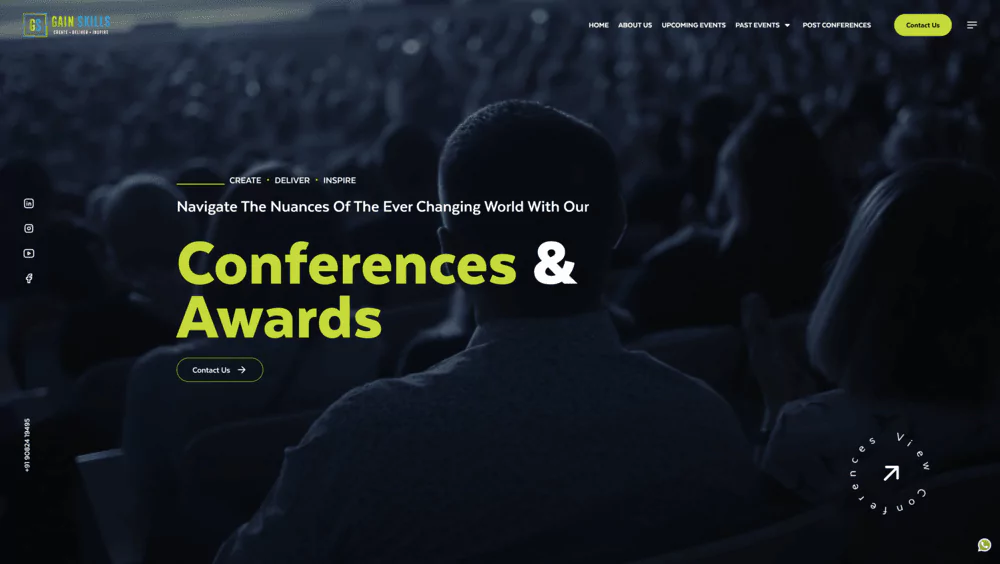 GS GAIN SKILLS
CREATE • DELIVER • INSPIRE
HOME ABOUT US UPCOMING EVENTS PAST EVENTS POST CONFERENCES Contact Us
CREATE • DELIVER • INSPIRE
Navigate The Nuances Of The Ever Changing World With Our
Conferences &
Awards
Contact Us
+91 90824 19495
View Conferences